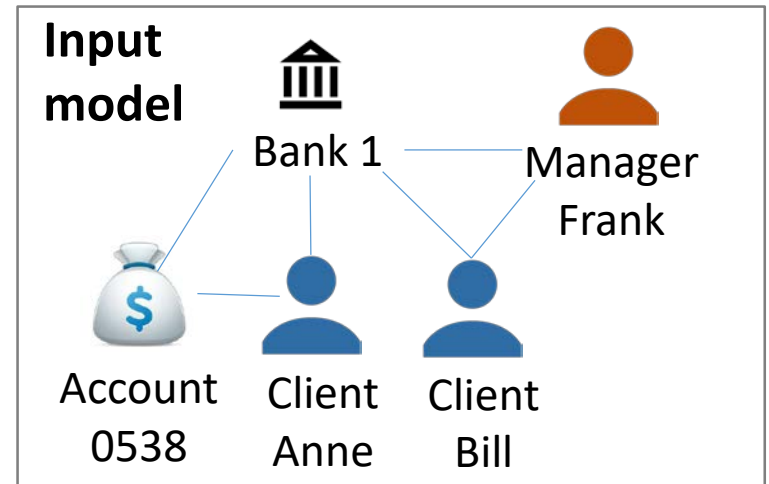 Input
model
Bank 1
Manager
Frank
$
Account
0538
Client
Anne
Client
Bill